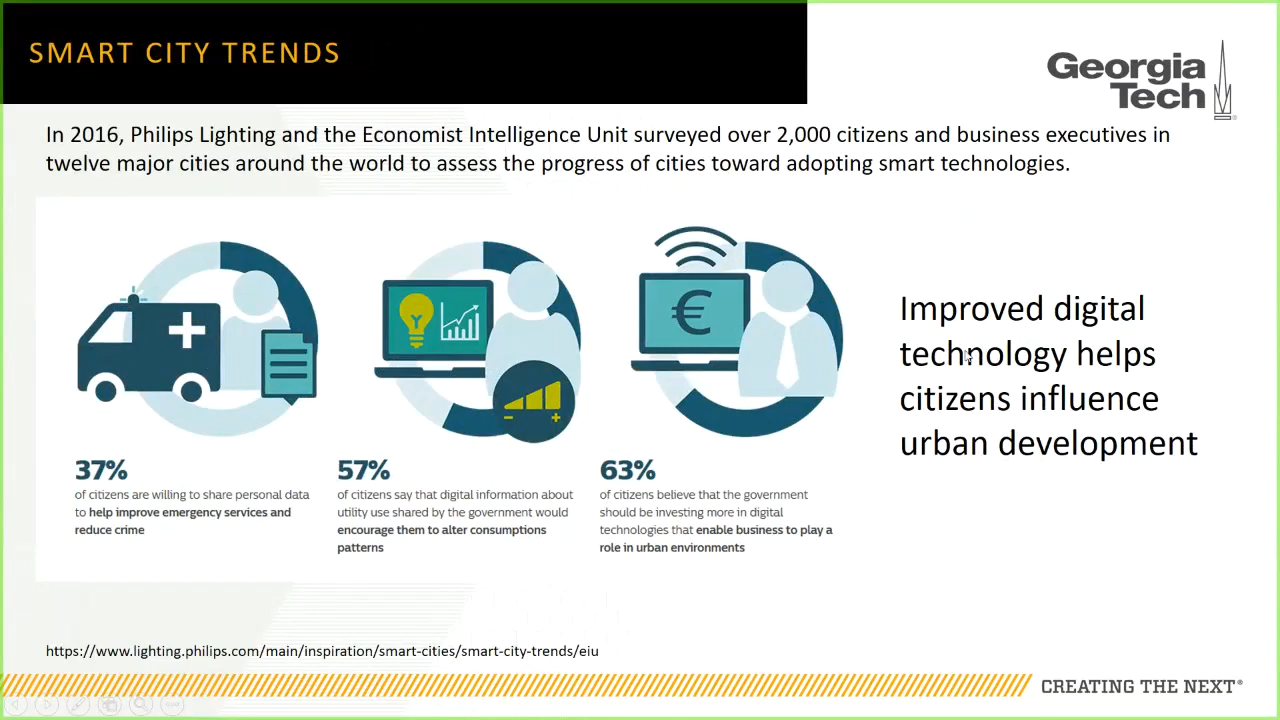 SMART CITY TRENDS
Georgia
Tech
In 2016, Philips Lighting and the Economist Intelligence Unit surveyed over 2,000 citizens and business executives in
twelve major cities around the world to assess the progress of cities toward adopting smart technologies.
€
37%
of citizens are willing to share personal data
to help improve emergency services and
reduce crime
57%
of citizens say that digital information about
utility use shared by the government would
encourage them to alter consumptions
patterns
63%
of citizens believe that the government
should be investing more in digital
technologies that enable business to play a
role in urban environments
Improved digital
technology helps
citizens influence
urban development
https://www.lighting.philips.com/main/inspiration/smart-cities/smart-city-trends/eiu
CREATING THE NEXT®